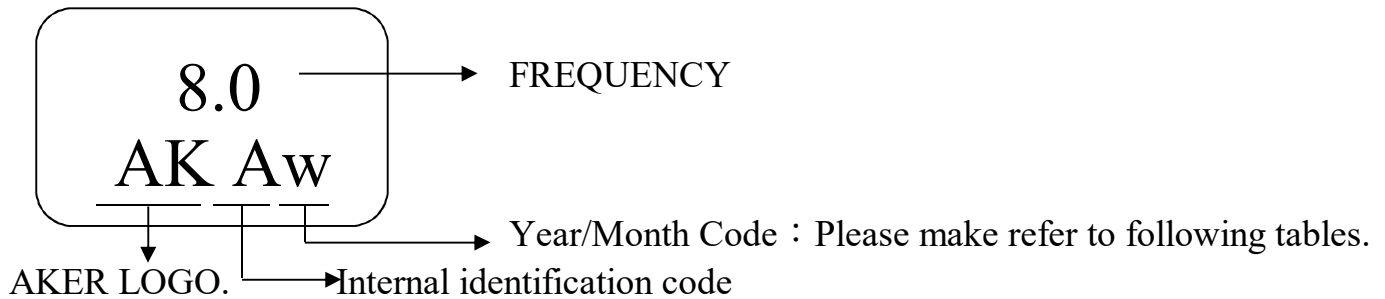 8.0
FREQUENCY
AK Aw
Year/Month Code：Please make refer to following tables.
AKER LOGO.
Internal identification code